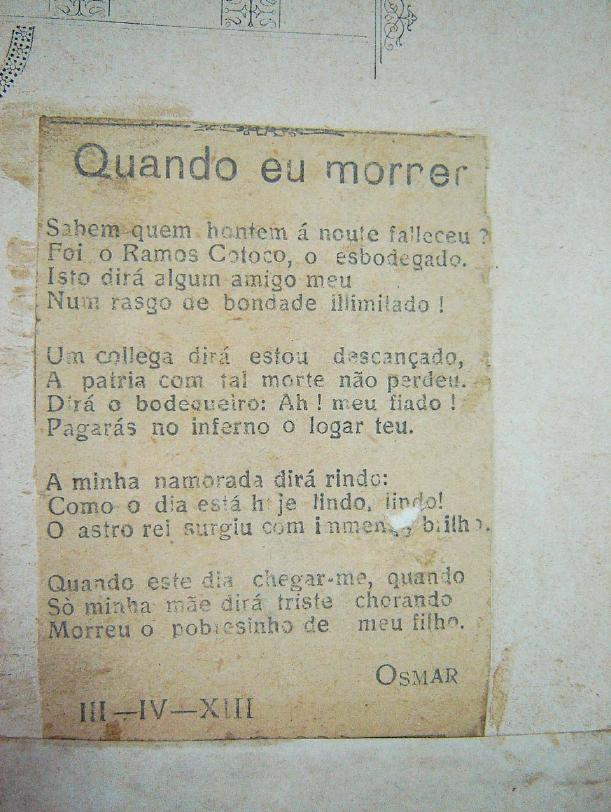 Quando eu morrer
Sabem quem hontem á noute falleceu ?
Foi o Ramos Cotoco, o esbodegado.
Isto dirá algum amigo meu
Num rasgo de bondade illimitado !
Um collega dirá estou descançado,
A patria com tal morte não perdeu.
Dirá o bodegueiro: Ah ! meu fiado !
Pagarás no inferno o logar teu.
A minha namorada dirá rindo:
Como o dia está hoje lindo, lindo!
O astro rei surgiu com immenço brilho.
Quando este dia chegar-me, quando
Sò minha mãe dirá triste chorando
Morreu o pobresinho de meu filho.
OSMAR
III—IV—XIII